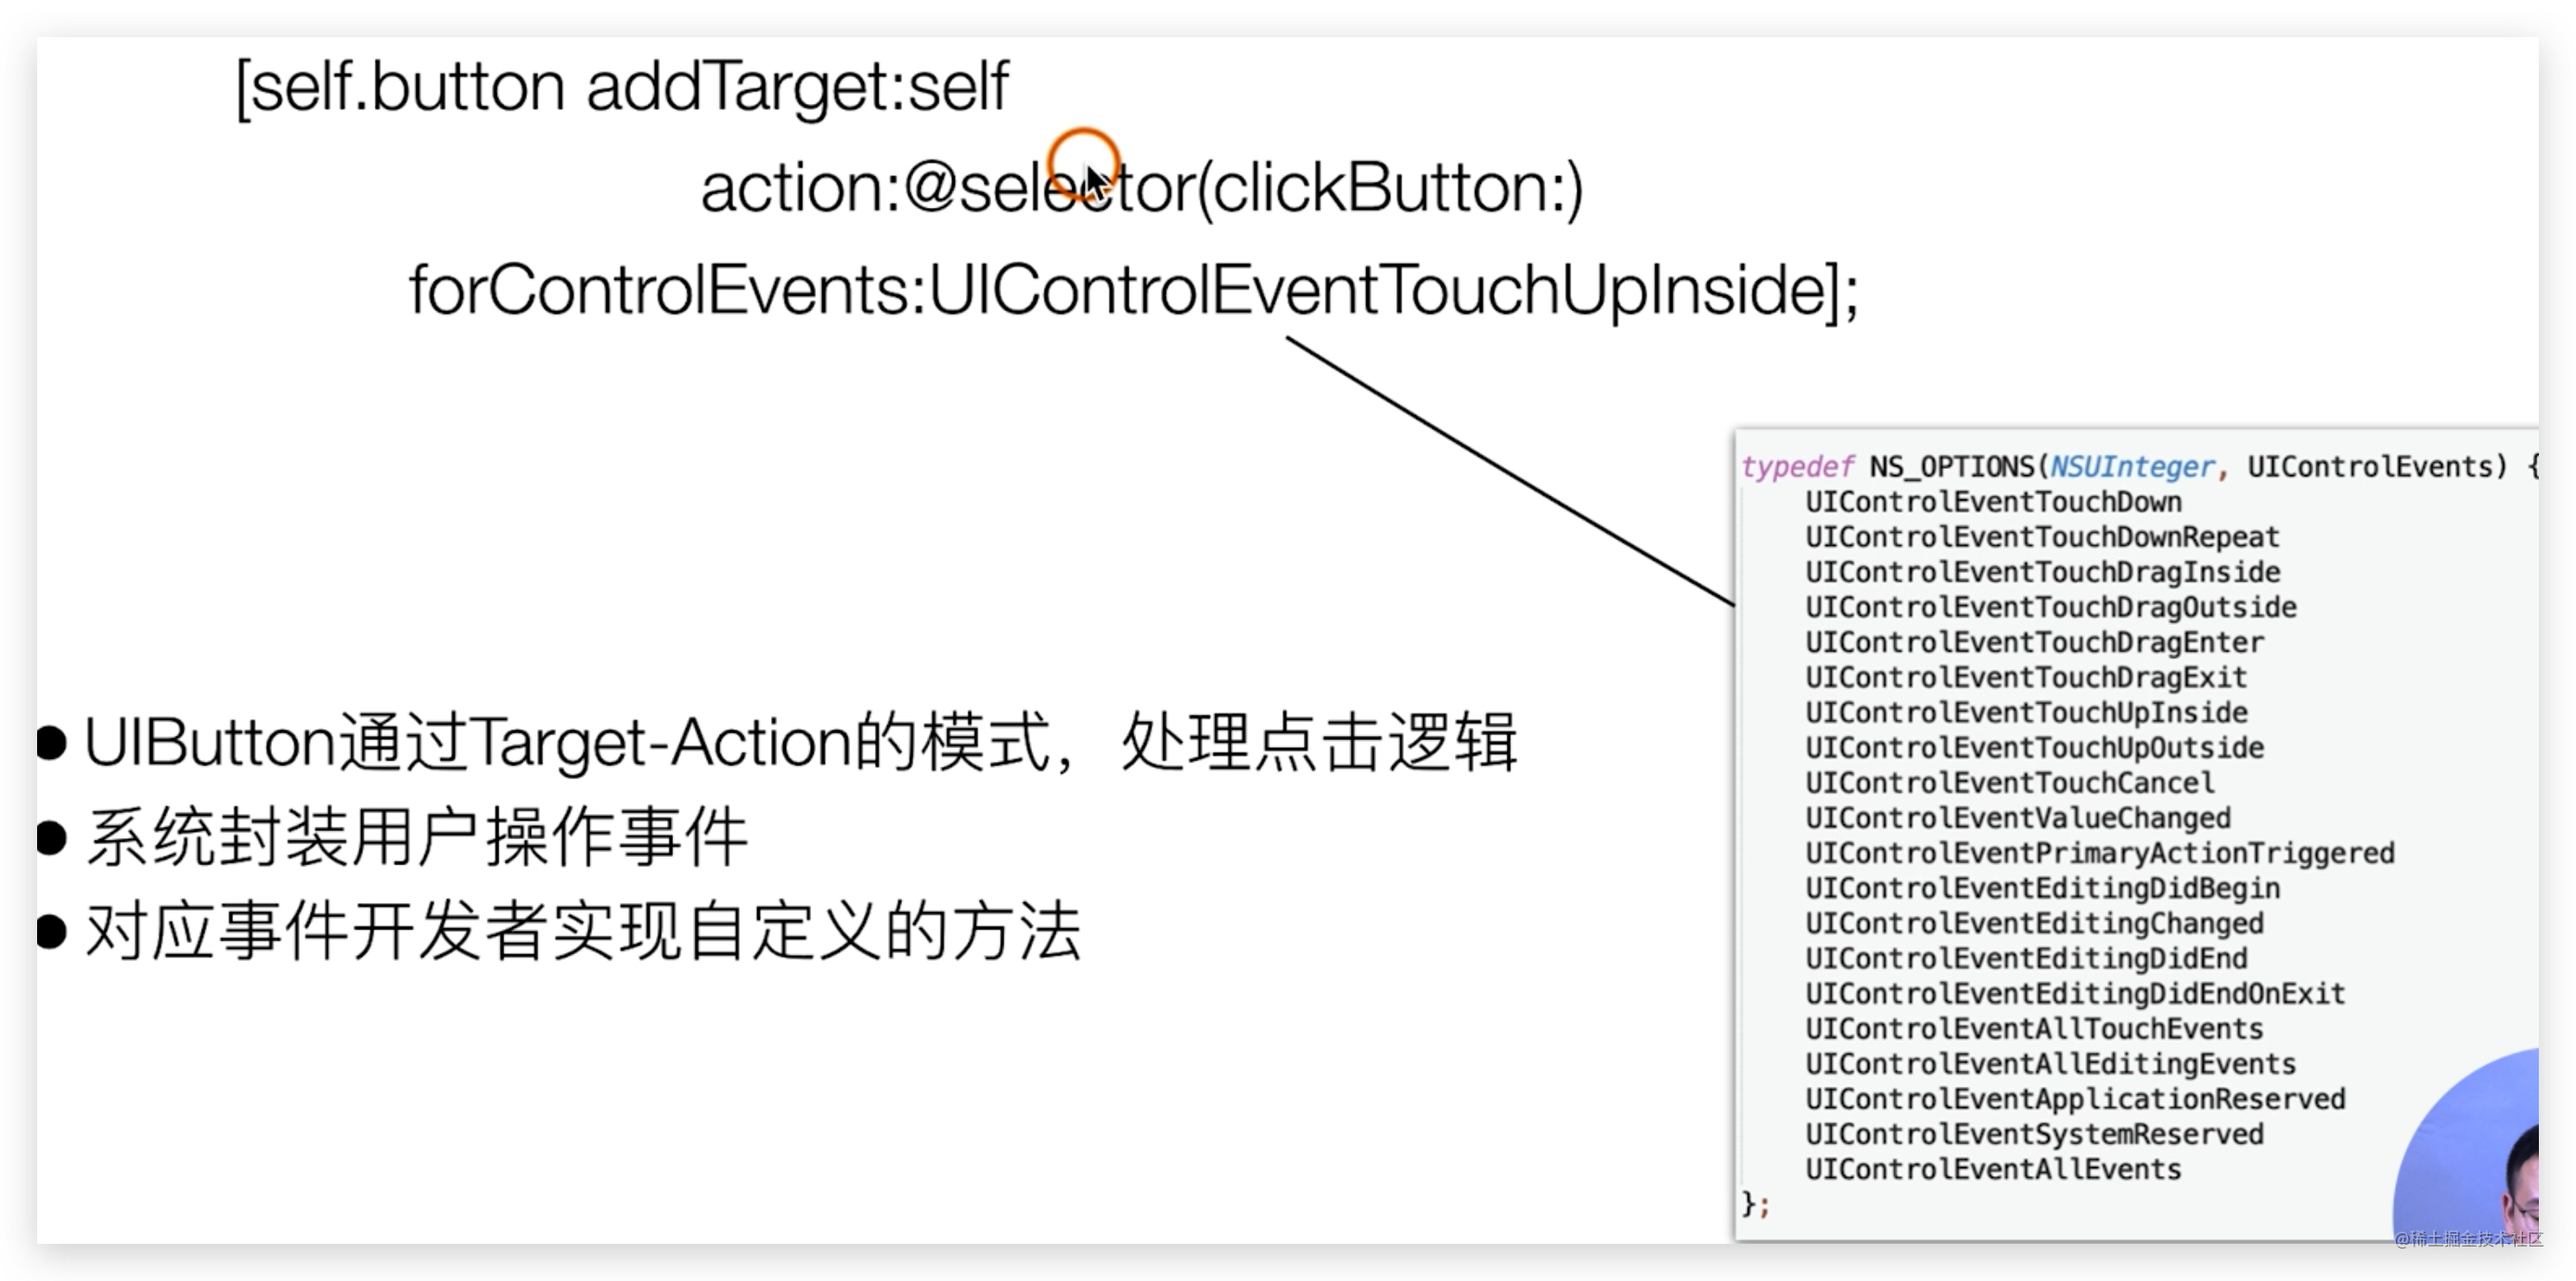 [self.button addTarget:self
action:@selector(clickButton:)
forControlEvents:UIControlEventTouchUpInside];
● UIButton通过Target-Action的模式，处理点击逻辑
● 系统封装用户操作事件
● 对应事件开发者实现自定义的方法
typedef NS_OPTIONS(NSUInteger, UIControlEvents) {
UIControlEventTouchDown
UIControlEventTouchDownRepeat
UIControlEventTouchDragInside
UIControlEventTouchDragOutside
UIControlEventTouchDragEnter
UIControlEventTouchDragExit
UIControlEventTouchUpInside
UIControlEventTouchUpOutside
UIControlEventTouchCancel
UIControlEventValueChanged
UIControlEventPrimaryActionTriggered
UIControlEventEditingDidBegin
UIControlEventEditingChanged
UIControlEventEditingDidEnd
UIControlEventEditingDidEndOnExit
UIControlEventAllTouchEvents
UIControlEventAllEditingEvents
UIControlEventApplicationReserved
UIControlEventSystemReserved
UIControlEventAllEvents
};
@稀土掘金技术社区